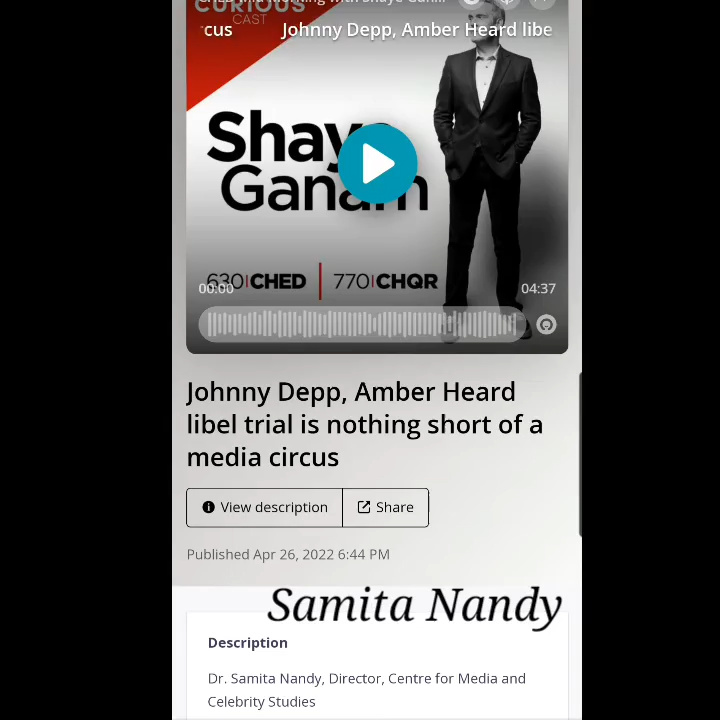 CURIOUS
CAST
cus Johnny Depp, Amber Heard libe
Shaye
Ganam
630 CHED | 770 CHQR
00:00 04:37
Johnny Depp, Amber Heard
libel trial is nothing short of a
media circus
View description
Share
Published Apr 26, 2022 6:44 PM
Samita Nandy
Description
Dr. Samita Nandy, Director, Centre for Media and
Celebrity Studies